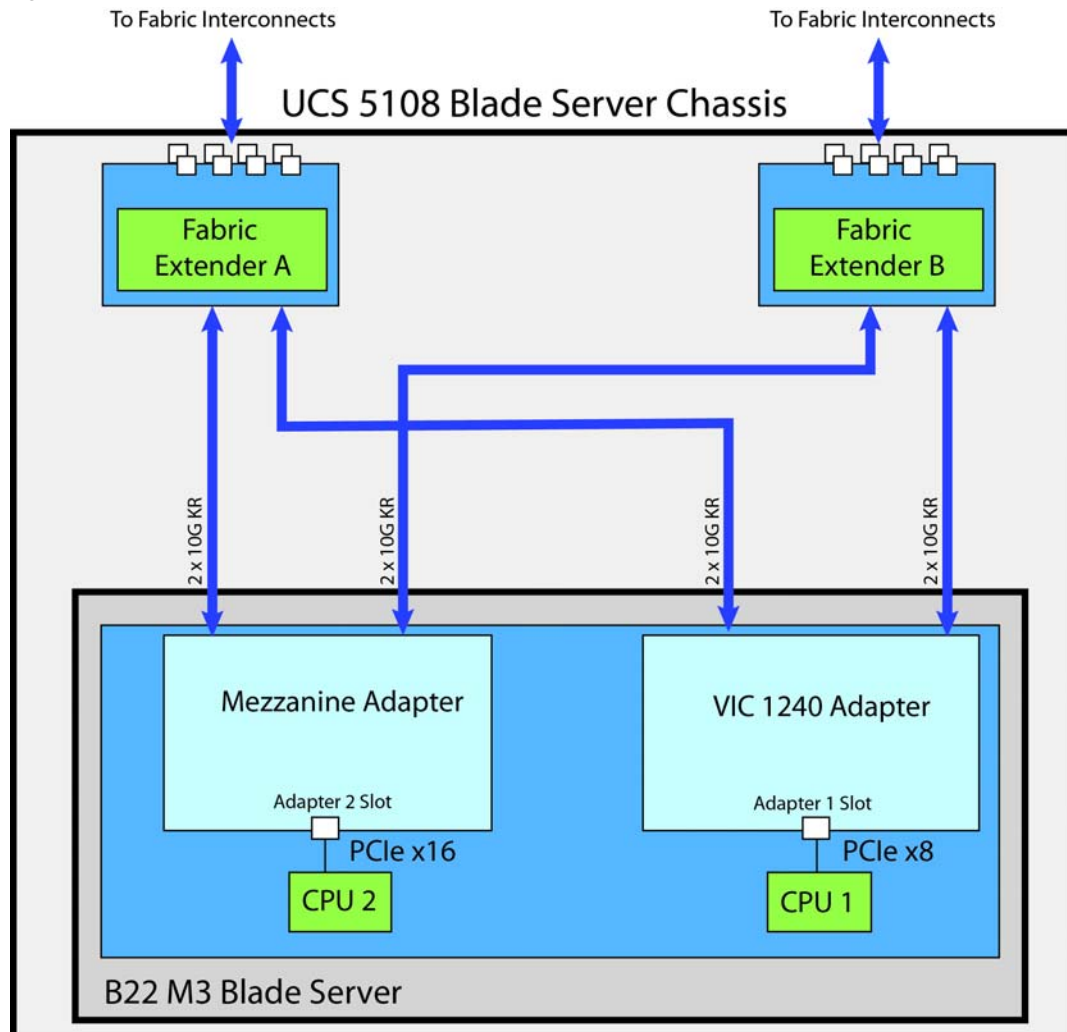 To Fabric Interconnects
To Fabric Interconnects
UCS 5108 Blade Server Chassis
Fabric
Extender A
Fabric
Extender B
2 x 10G KR
2 x 10G KR
2 x 10G KR
2 x 10G KR
Mezzanine Adapter
VIC 1240 Adapter
Adapter 2 Slot
Adapter 1 Slot
PCIe x16
PCIe x8
CPU 2
CPU 1
B22 M3 Blade Server